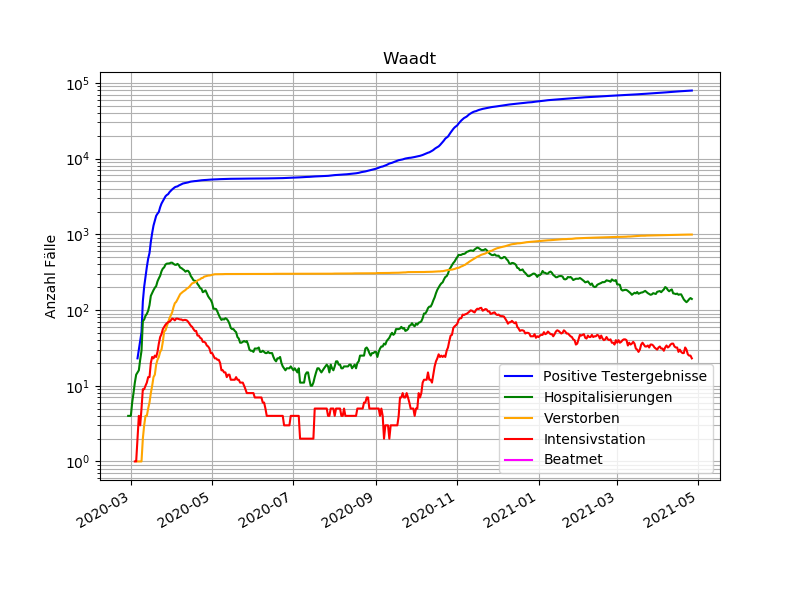 Waadt
Anzahl Fälle
10⁵
10⁴
10³
10²
10¹
10⁰
2020-03
2020-05
2020-07
2020-09
2020-11
2021-01
2021-03
2021-05
Positive Testergebnisse
Hospitalisierungen
Verstorben
Intensivstation
Beatmet